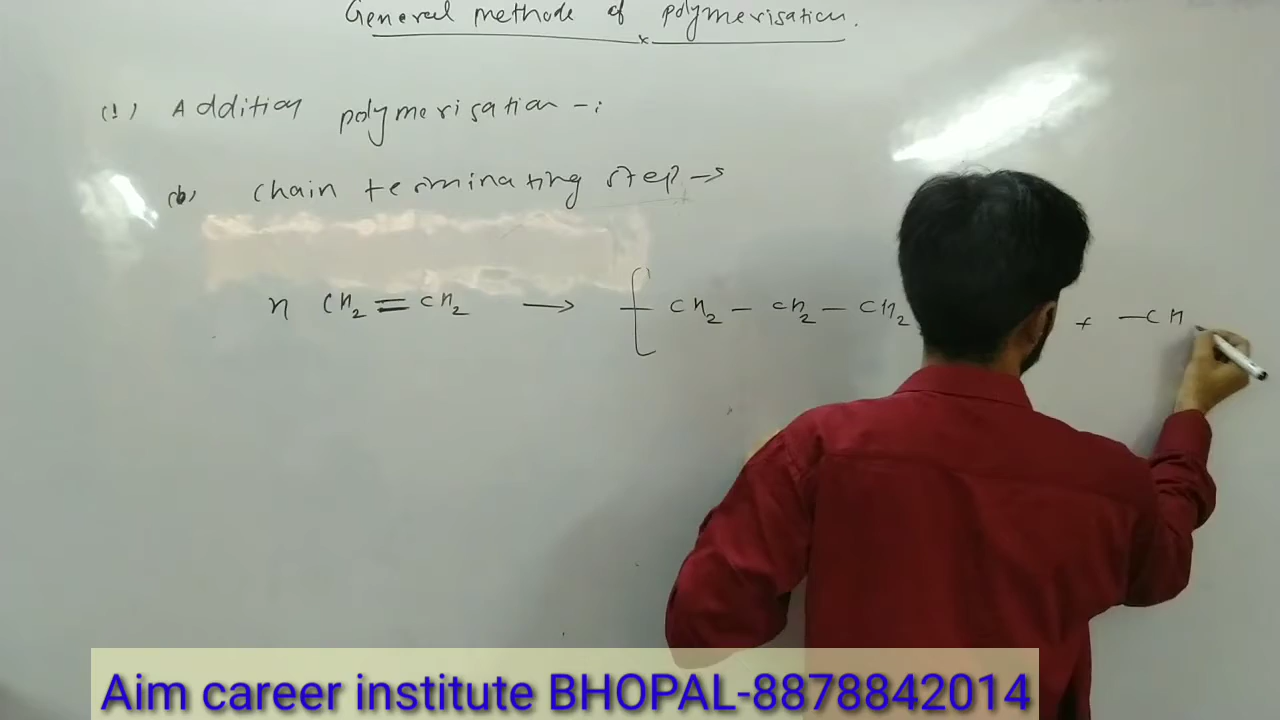 General methode of polymerisation.
(1) Addition polymerisation -:
(b) chain terminating step →
n CH2 = CH2 → [ - CH2 - CH2 - CH2 + - CH
Aim career institute BHOPAL-8878842014